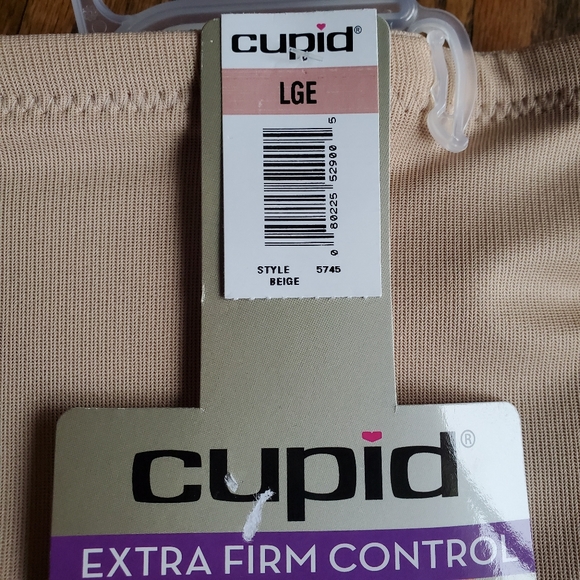 cupid®
LGE
0 80225 52900 5
STYLE 5745
BEIGE
cupid®
EXTRA FIRM CONTROL